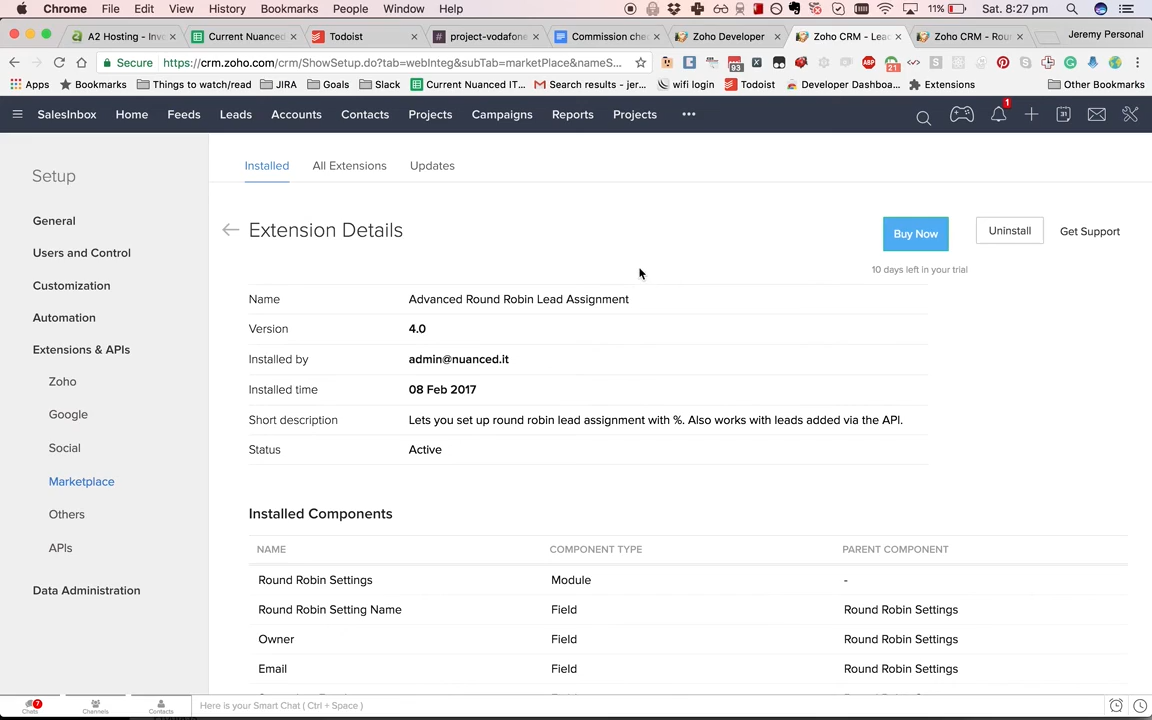 Chrome File Edit View History Bookmarks People Window Help 11% Sat. 8:27 pm
A2 Hosting - Inv Current Nuanced Todoist project-vodafone Commission che Zoho Developer Zoho CRM - Lea Zoho CRM - Rou Jeremy Personal
Secure https://crm.zoho.com/crm/ShowSetup.do?tab=webInteg&subTab=marketPlace&nameS... 93 ABP 21
Apps Bookmarks Things to watch/read JIRA Goals Slack Current Nuanced IT... Search results - jer... wifi login Todoist Developer Dashboa... Extensions Other Bookmarks
SalesInbox Home Feeds Leads Accounts Contacts Projects Campaigns Reports Projects ••• 1 31
Setup
General
Users and Control
Customization
Automation
Extensions & APIs
Zoho
Google
Social
Marketplace
Others
APIs
Data Administration
Installed All Extensions Updates
Extension Details
Buy Now Uninstall Get Support
10 days left in your trial
Name Advanced Round Robin Lead Assignment
Version 4.0
Installed by admin@nuanced.it
Installed time 08 Feb 2017
Short description Lets you set up round robin lead assignment with %. Also works with leads added via the API.
Status Active
Installed Components
NAME COMPONENT TYPE PARENT COMPONENT
Round Robin Settings Module -
Round Robin Setting Name Field Round Robin Settings
Owner Field Round Robin Settings
Email Field Round Robin Settings
7 Chats Channels Contacts Here is your Smart Chat ( Ctrl + Space )